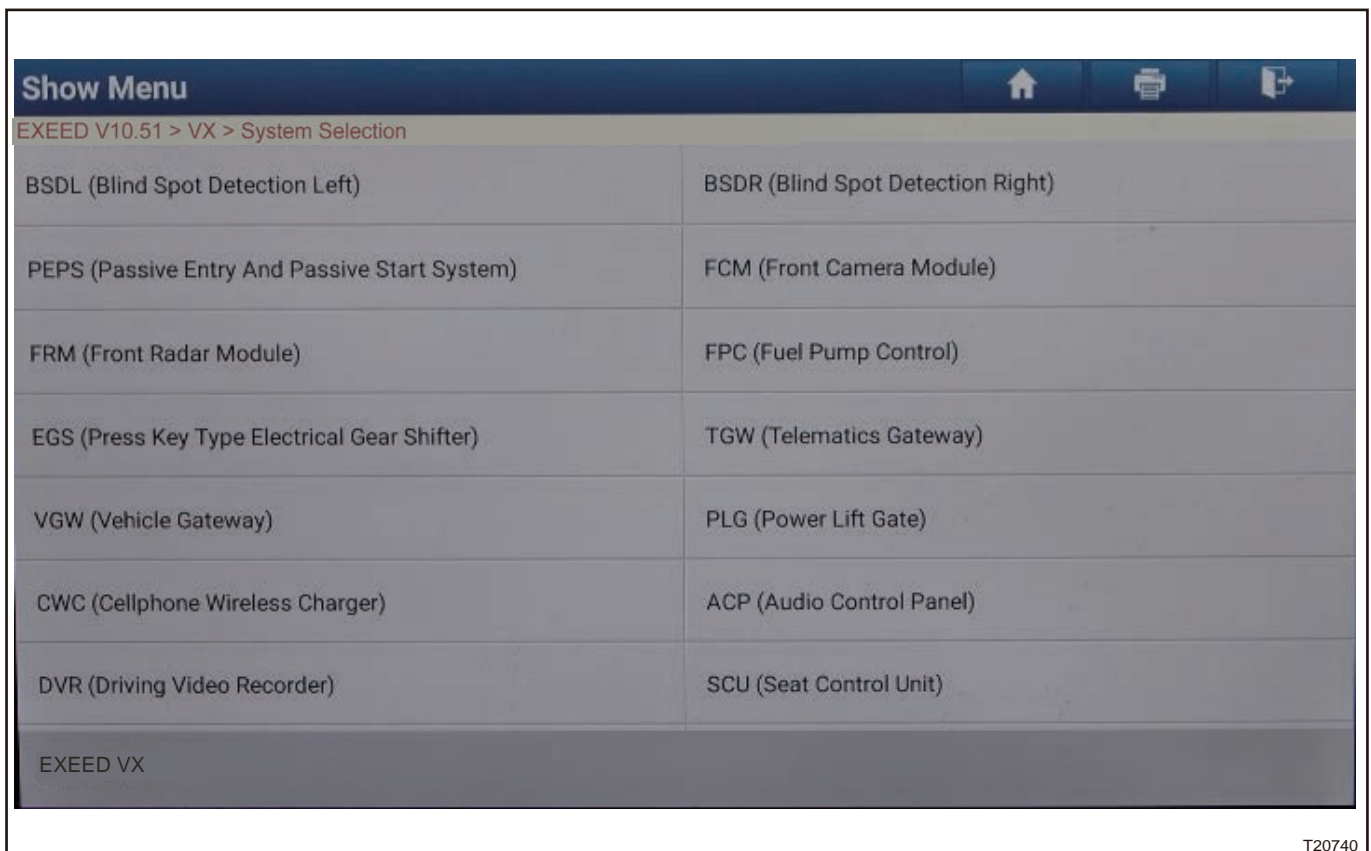 Show Menu
EXEED V10.51 > VX > System Selection
BSDL (Blind Spot Detection Left)
BSDR (Blind Spot Detection Right)
PEPS (Passive Entry And Passive Start System)
FCM (Front Camera Module)
FRM (Front Radar Module)
FPC (Fuel Pump Control)
EGS (Press Key Type Electrical Gear Shifter)
TGW (Telematics Gateway)
VGW (Vehicle Gateway)
PLG (Power Lift Gate)
CWC (Cellphone Wireless Charger)
ACP (Audio Control Panel)
DVR (Driving Video Recorder)
SCU (Seat Control Unit)
EXEED VX
T20740